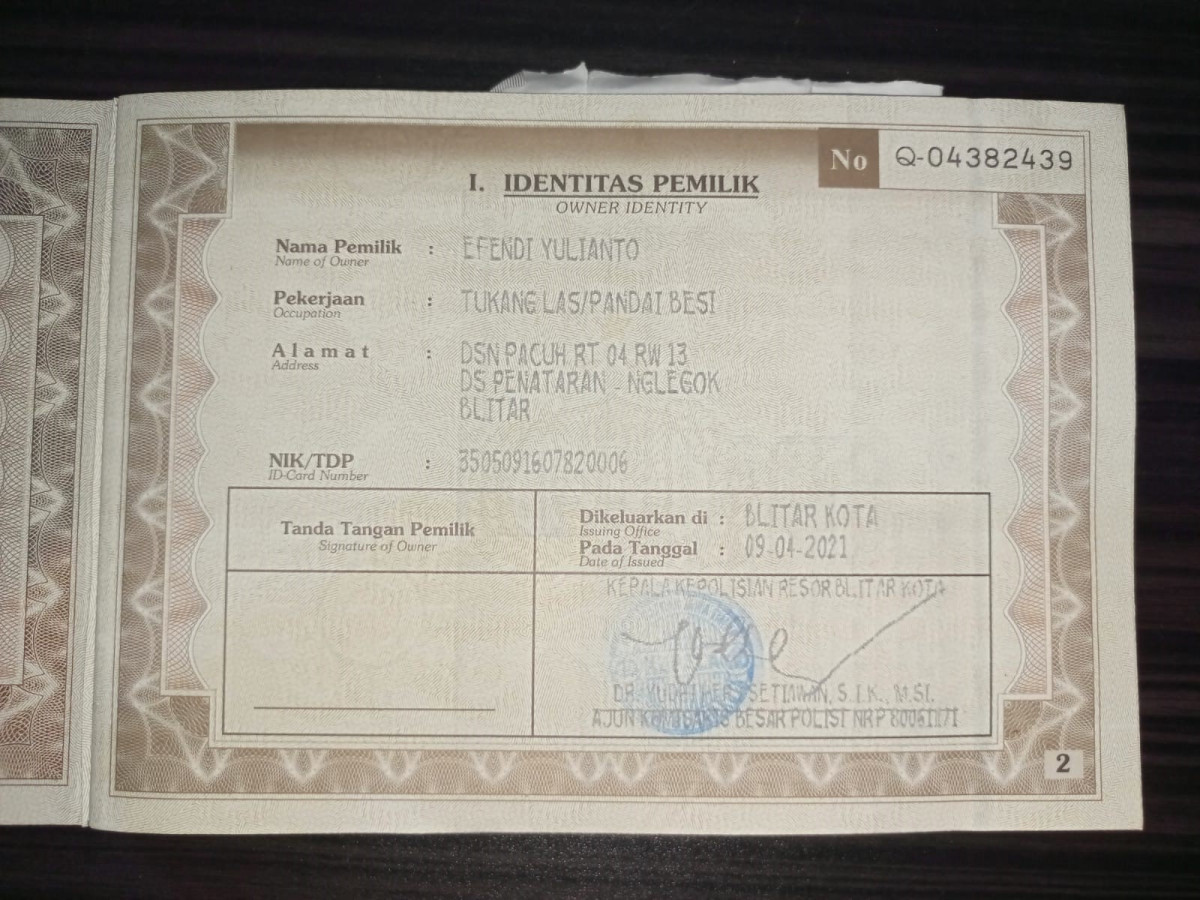 No Q-04382439
I. IDENTITAS PEMILIK
OWNER IDENTITY
Nama Pemilik : EFENDI YULIANTO
Name of Owner
Pekerjaan : TUKANG LAS/PANDAI BESI
Occupation
Alamat : DSN PACUH RT 04 RW 13
Address
DS PENATARAN - NGLEGOK
BLITAR
NIK/TDP : 3505091607820006
ID-Card Number
Tanda Tangan Pemilik
Signature of Owner
Dikeluarkan di : BLITAR KOTA
Issuing Office
Pada Tanggal : 09-04-2021
Date of Issued
KEPALA KEPOLISIAN RESOR BLITAR KOTA
DR. SETIAWAN, S.I.K., M.SI.
AJUN KOMISARIS BESAR POLISI NRP
2